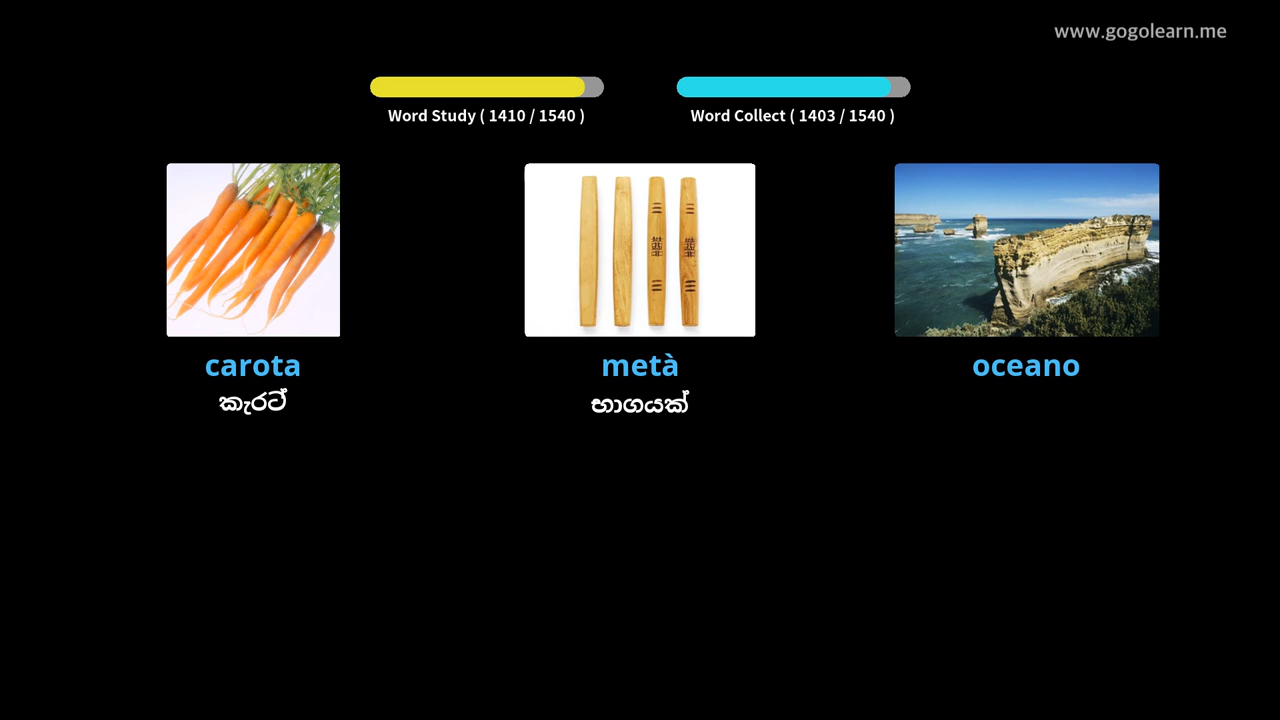 www.gogolearn.me
Word Study ( 1410 / 1540 )
Word Collect ( 1403 / 1540 )
carota
metà
oceano
කැරට්
භාගයක්